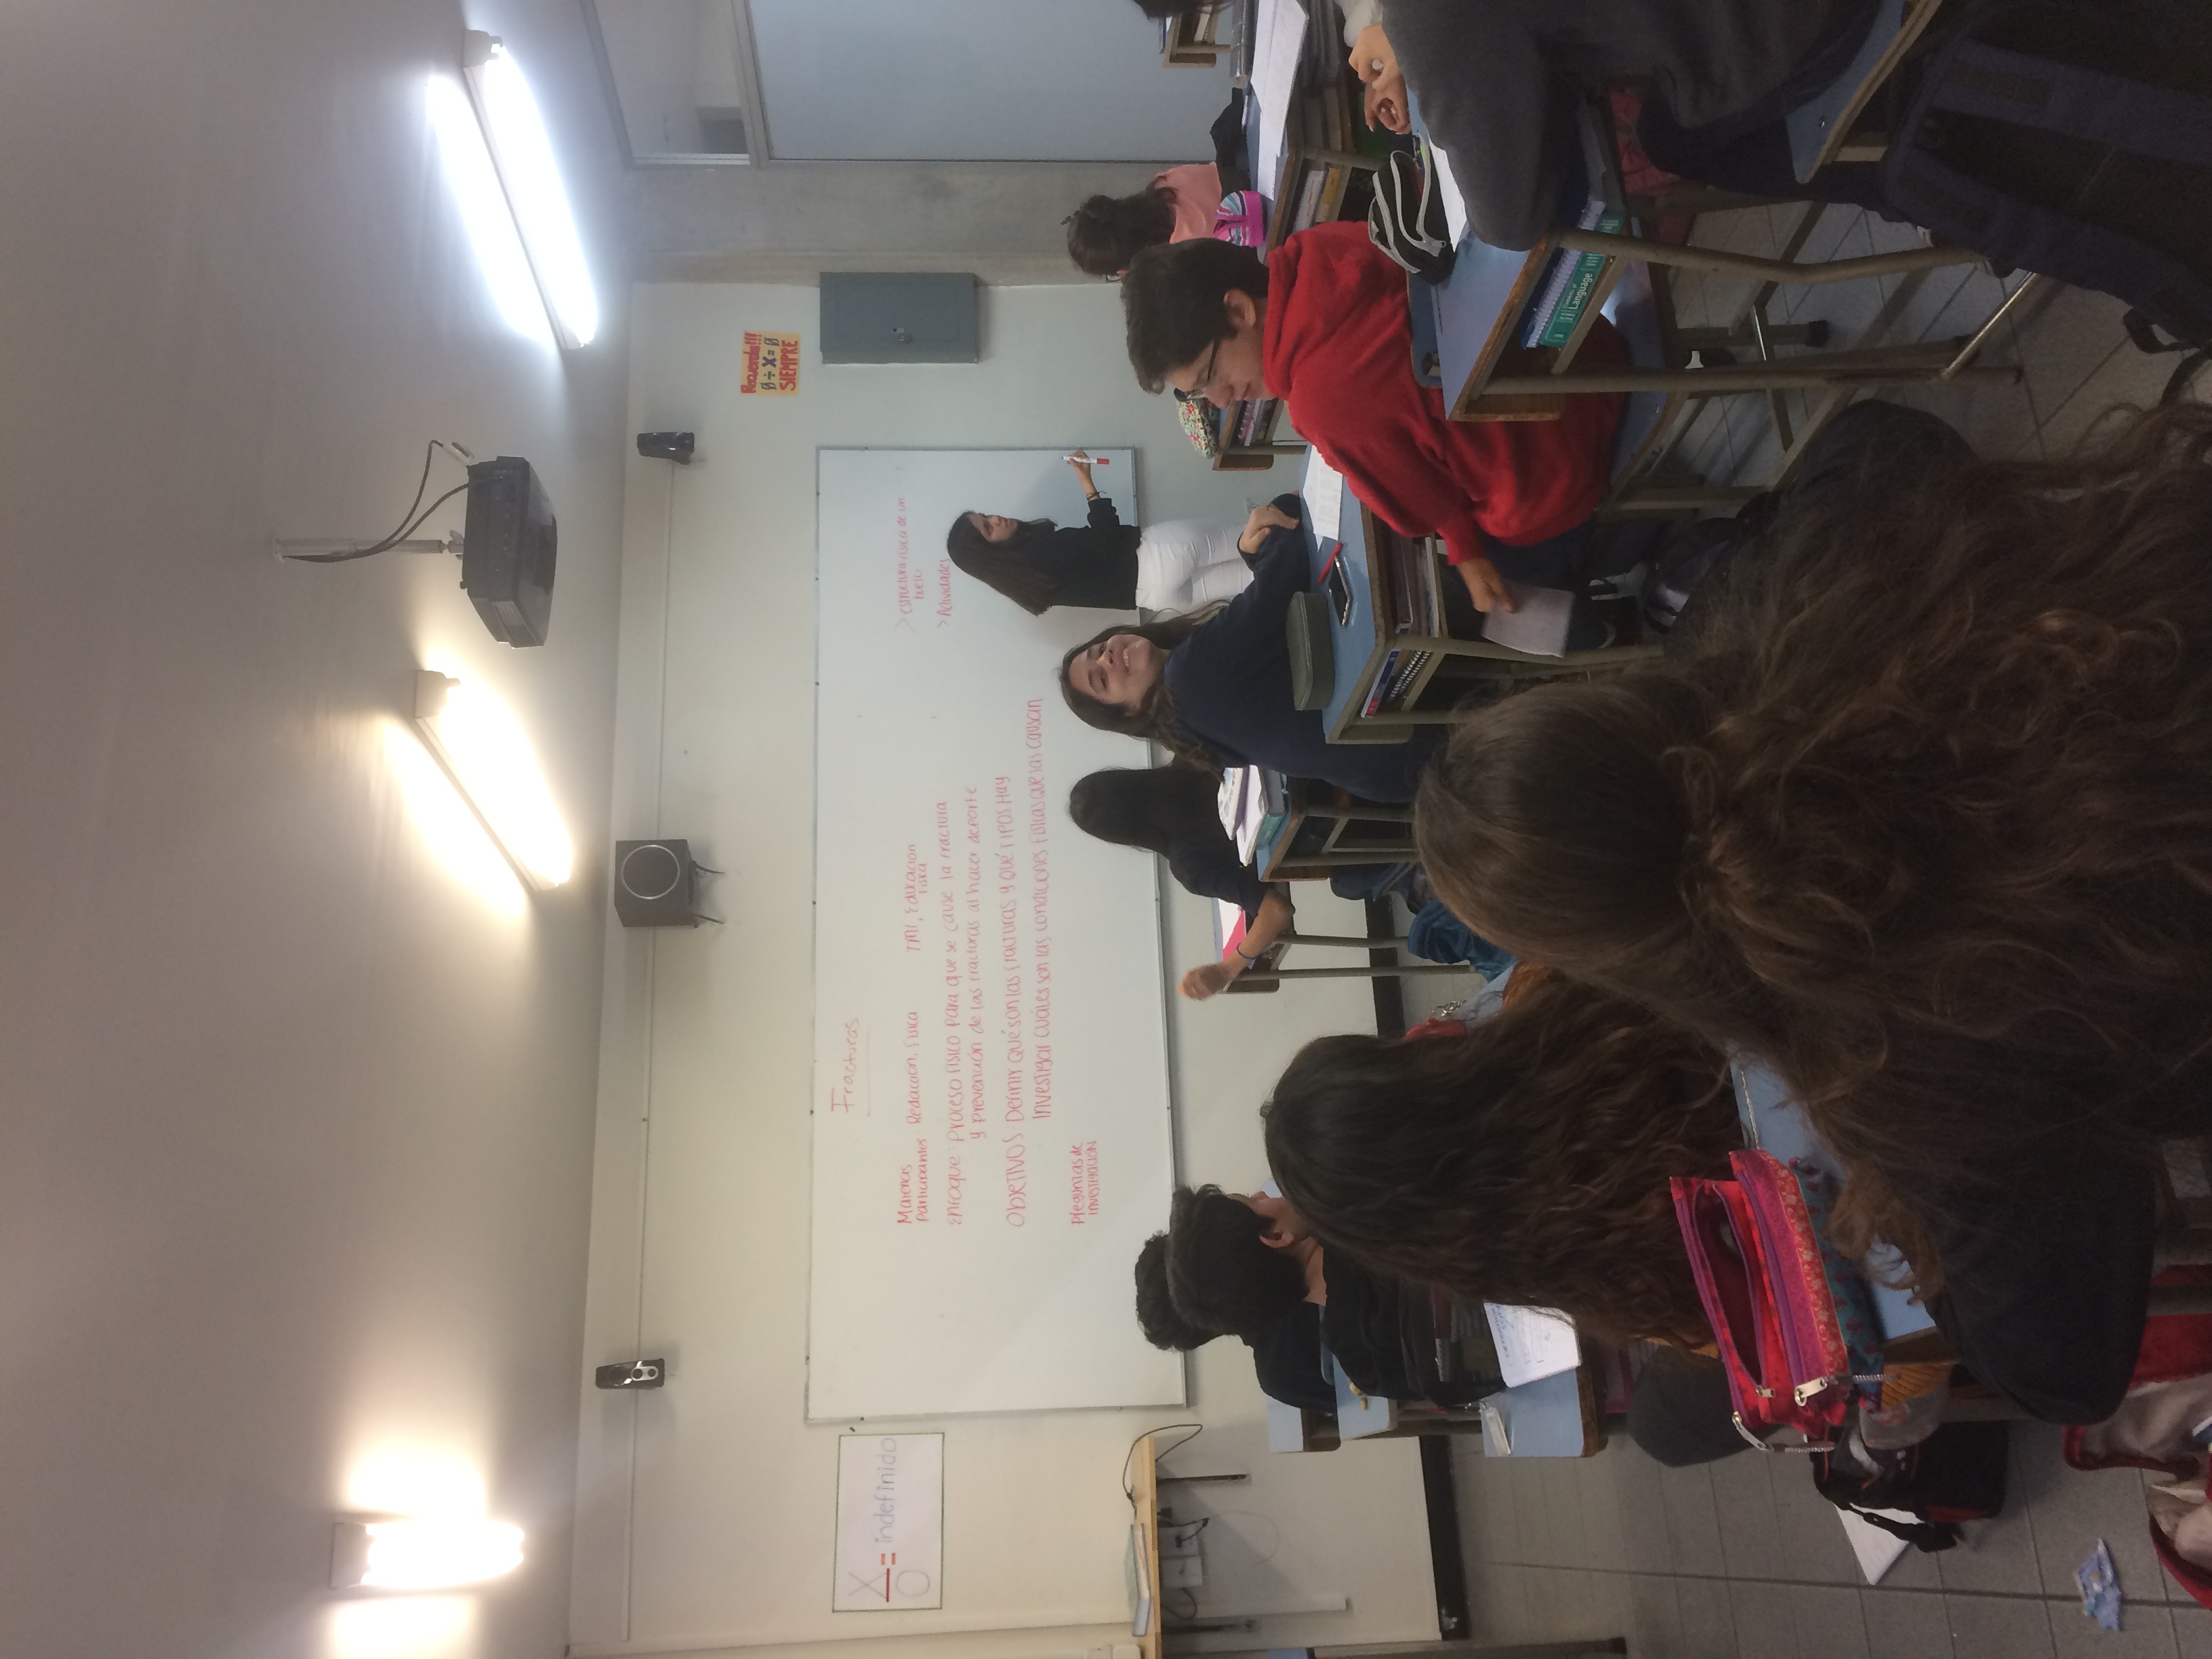 Fracturas
Materias
Participantes: Redacción, Física TMI, Educación
Física
Enfoque: Proceso Físico para que se cause la fractura
y prevención de las fracturas al hacer deporte
Objetivos: Definir qué son las fracturas y qué tipos hay
Investigar cuáles son las condiciones físicas que las causan
Preguntas de
investigación
> Estructura física de un
hueso
> Actividades
X
= indefinido
0
Recuerda!!!
0 ÷ X = 0
SIEMPRE
Language